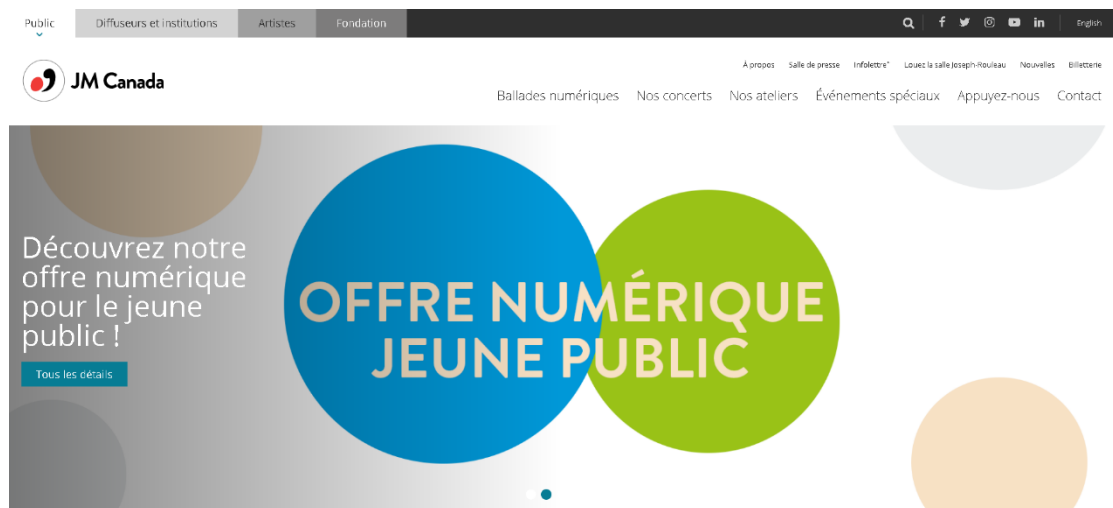 Public Diffuseurs et institutions Artistes Fondation English
JM Canada
À propos Salle de presse Infolettre* Louez la salle Joseph-Rouleau Nouvelles Billetterie
Ballades numériques Nos concerts Nos ateliers Événements spéciaux Appuyez-nous Contact
Découvrez notre
offre numérique
pour le jeune
public !
Tous les détails
OFFRE NUMÉRIQUE
JEUNE PUBLIC